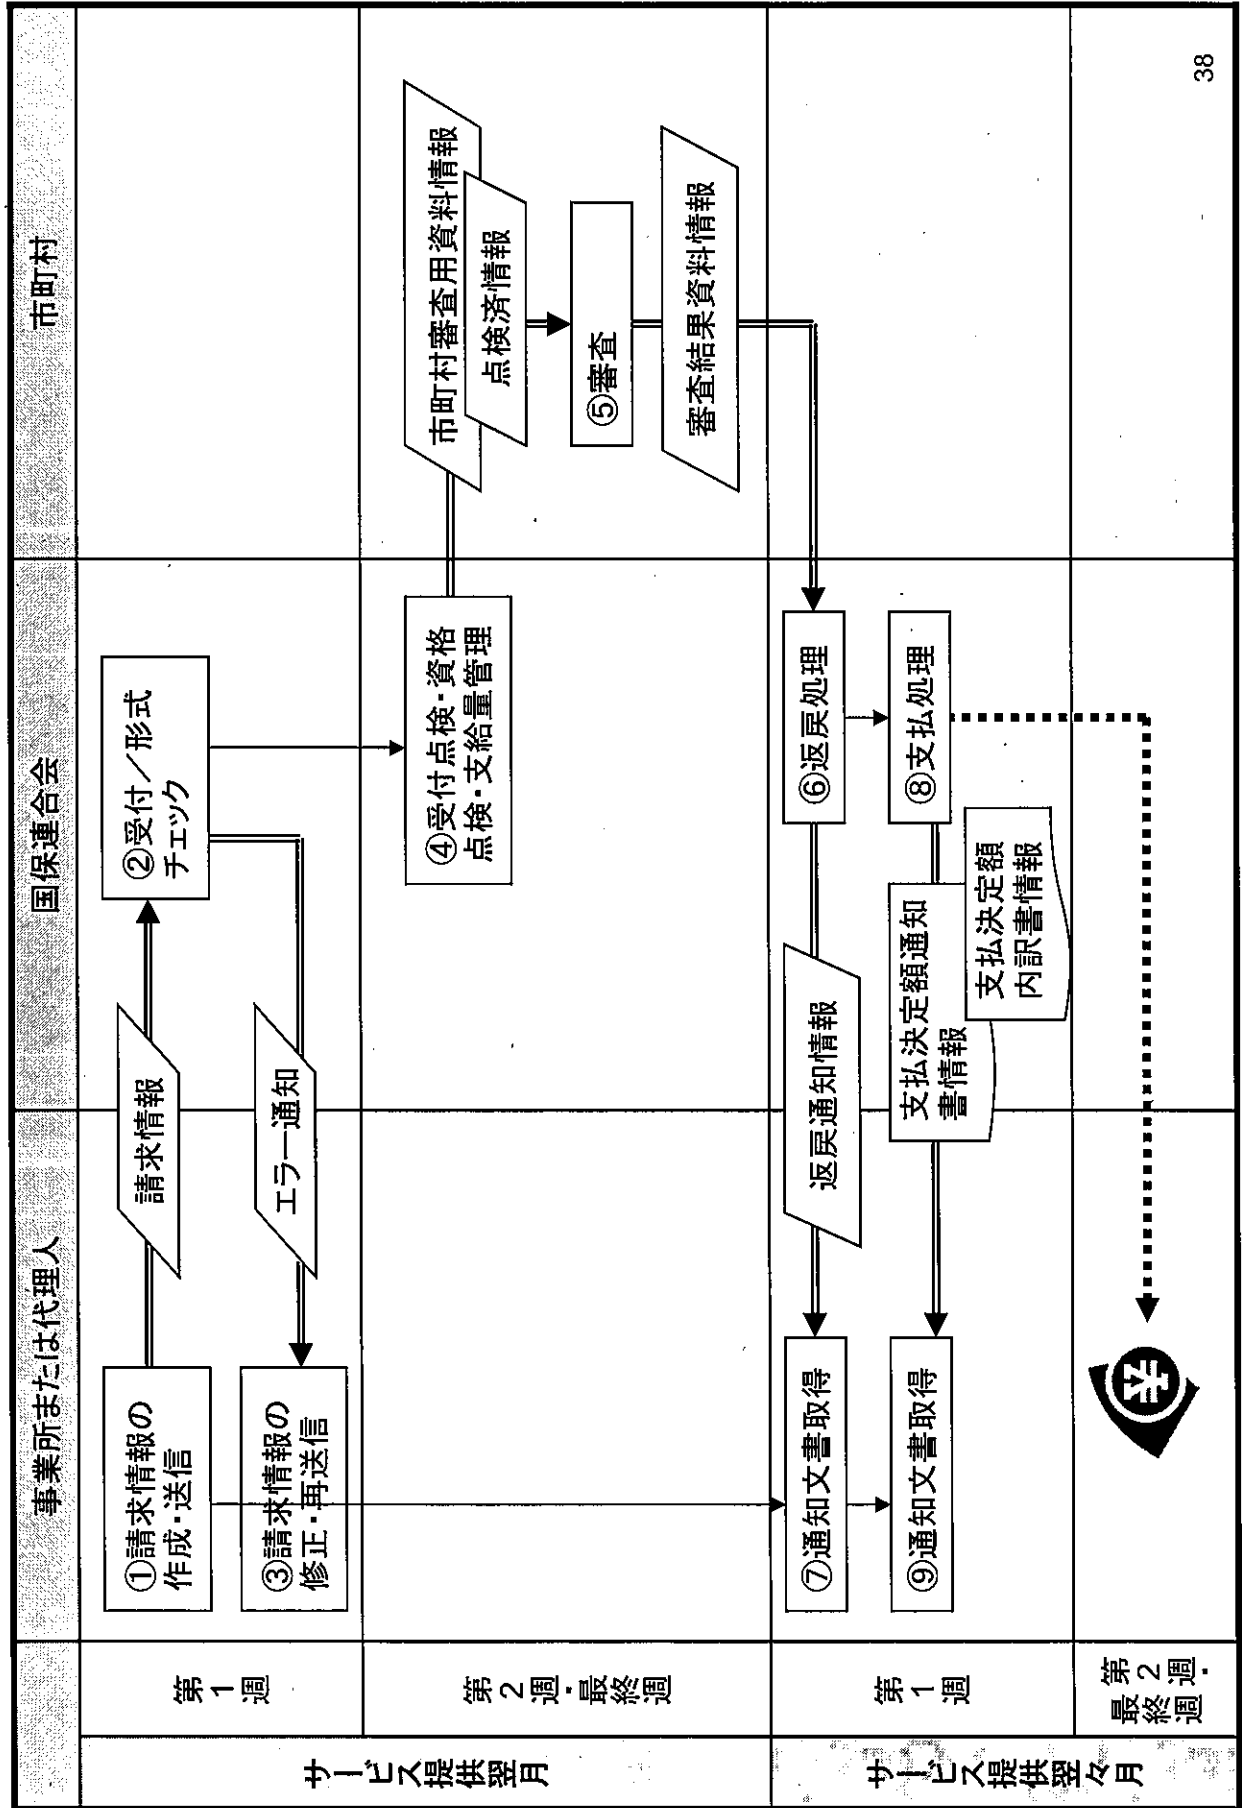 事業所または代理人
国保連合会
市町村
サービス提供翌月
第1週
①請求情報の
作成・送信
請求情報
②受付／形式
チェック
③請求情報の
修正・再送信
エラー通知
第2週・最終週
④受付点検・資格
点検・支給量管理
市町村審査用資料情報
点検済情報
⑤審査
審査結果資料情報
サービス提供翌々月
第1週
⑦通知文書取得
返戻通知情報
⑥返戻処理
⑨通知文書取得
支払決定額通知
書情報
支払決定額
内訳書情報
⑧支払処理
第2週・
最終週
¥
38